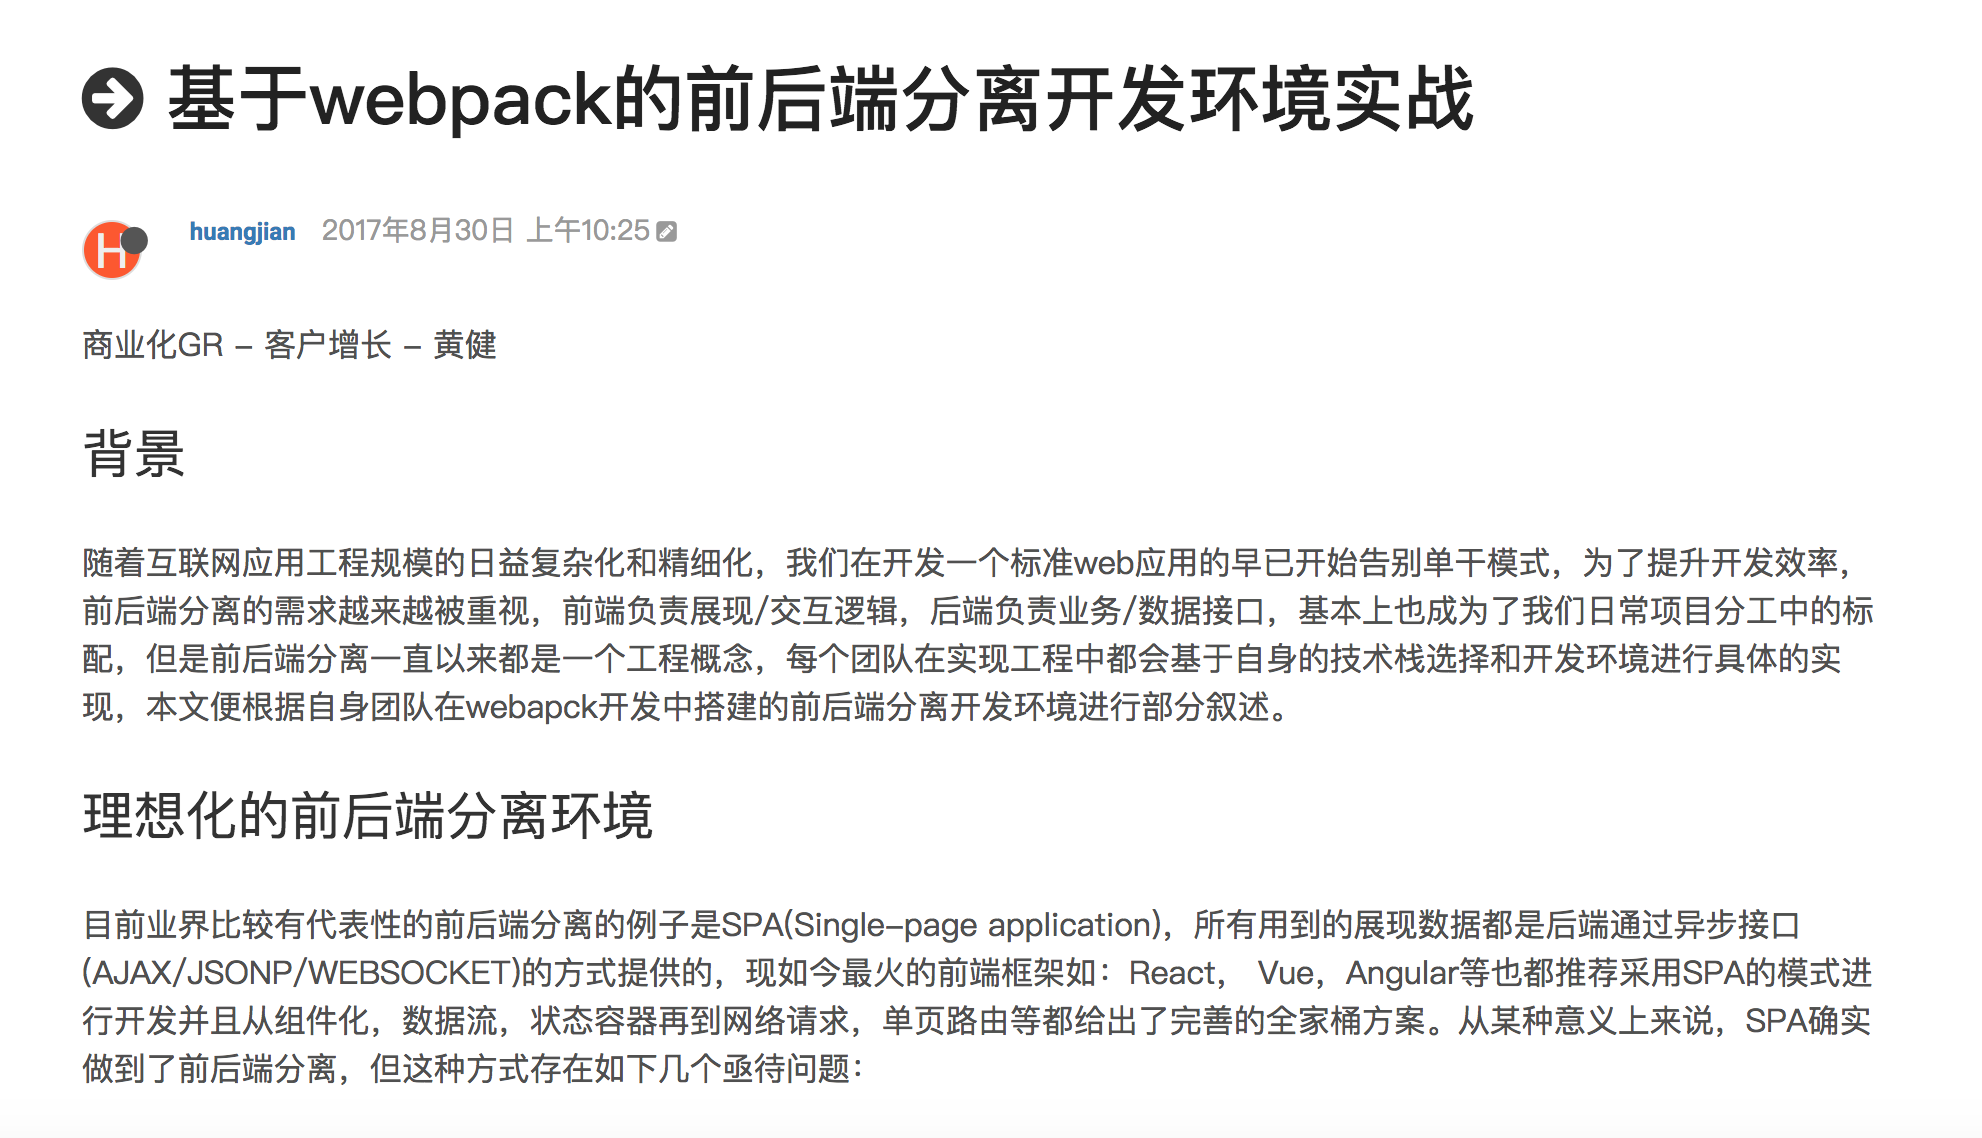 基于webpack的前后端分离开发环境实战
H
huangjian 2017年8月30日 上午10:25
商业化GR – 客户增长 – 黄健
背景
随着互联网应用工程规模的日益复杂化和精细化，我们在开发一个标准web应用的早已开始告别单干模式，为了提升开发效率，
前后端分离的需求越来越被重视，前端负责展现/交互逻辑，后端负责业务/数据接口，基本上也成为了我们日常项目分工中的标
配，但是前后端分离一直以来都是一个工程概念，每个团队在实现工程中都会基于自身的技术栈选择和开发环境进行具体的实
现，本文便根据自身团队在webapck开发中搭建的前后端分离开发环境进行部分叙述。
理想化的前后端分离环境
目前业界比较有代表性的前后端分离的例子是SPA(Single-page application)，所有用到的展现数据都是后端通过异步接口
(AJAX/JSONP/WEBSOCKET)的方式提供的，现如今最火的前端框架如：React， Vue，Angular等也都推荐采用SPA的模式进
行开发并且从组件化，数据流，状态容器再到网络请求，单页路由等都给出了完善的全家桶方案。从某种意义上来说，SPA确实
做到了前后端分离，但这种方式存在如下几个亟待问题：